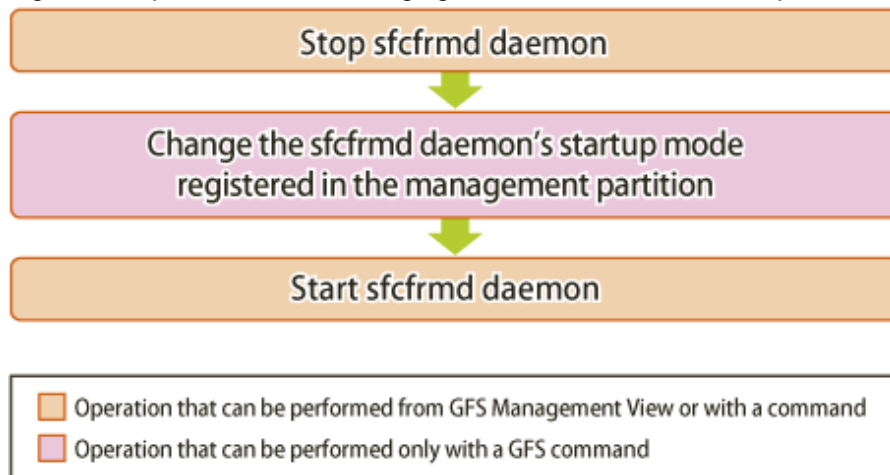 Stop sfcfrmd daemon
Change the sfcfrmd daemon's startup mode
registered in the management partition
Start sfcfrmd daemon
Operation that can be performed from GFS Management View or with a command
Operation that can be performed only with a GFS command